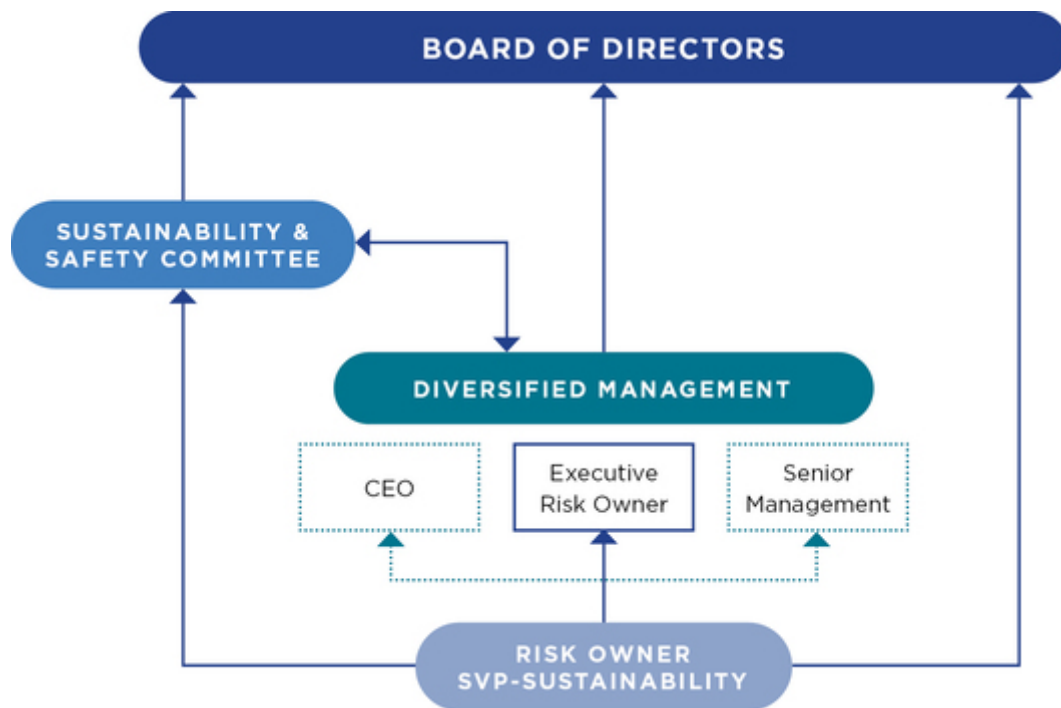 BOARD OF DIRECTORS
SUSTAINABILITY &
SAFETY COMMITTEE
DIVERSIFIED MANAGEMENT
CEO
Executive
Risk Owner
Senior
Management
RISK OWNER
SVP-SUSTAINABILITY